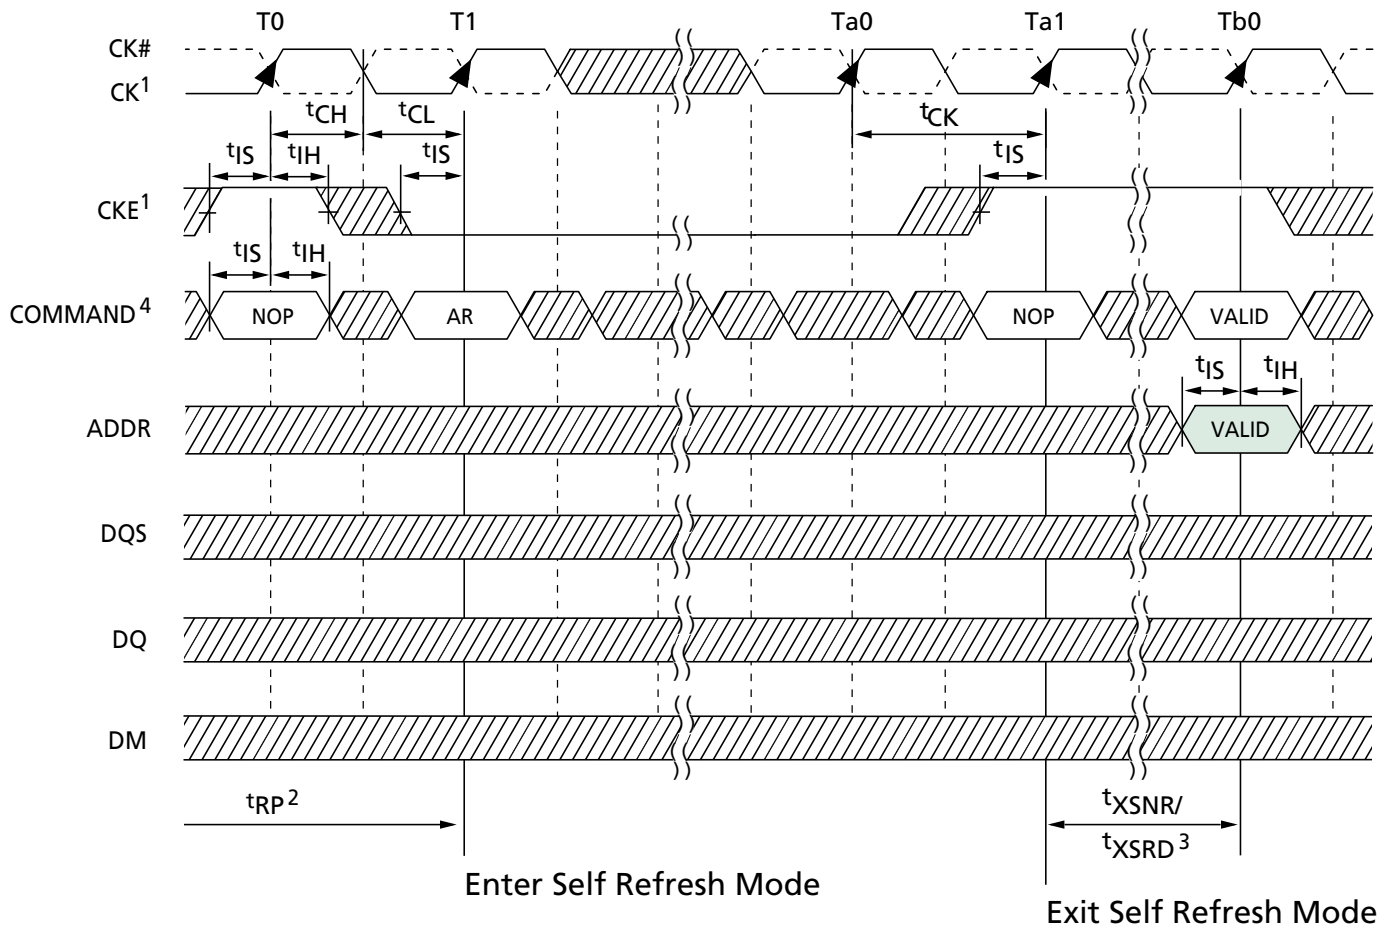 T0 T1 Ta0 Ta1 Tb0
CK#
CK1
tCH tCL tCK
tIS tIH tIS tIS
CKE1
tIS tIH
COMMAND4 NOP AR NOP VALID
tIS tIH
ADDR VALID
DQS
DQ
DM
tRP2 tXSNR/
tXSRD3
Enter Self Refresh Mode
Exit Self Refresh Mode